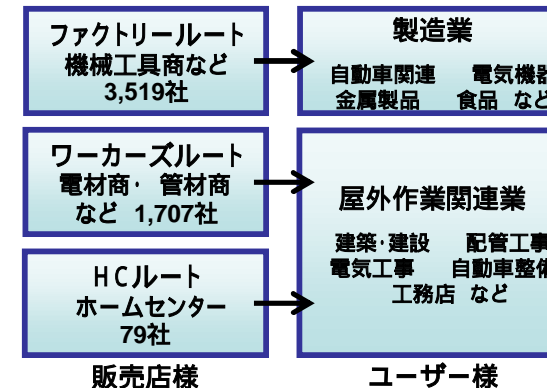 ファクトリールート
機械工具商など
3,519社
製造業
自動車関連 電気機器
金属製品 食品 など
ワーカーズルート
電材商・ 管材商
など 1,707社
屋外作業関連業
建築・建設 配管工事
電気工事 自動車整備
工務店 など
HCルート
ホームセンター
79社
販売店様
ユーザー様